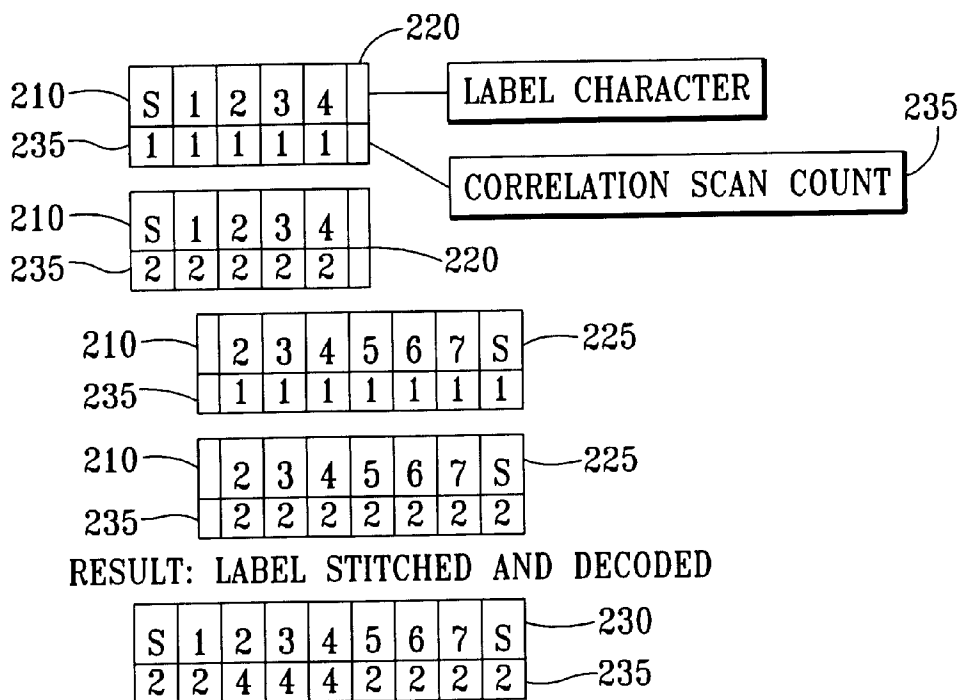 220
210 S 1 2 3 4 LABEL CHARACTER
235 1 1 1 1 1 235
CORRELATION SCAN COUNT
210 S 1 2 3 4
235 2 2 2 2 2 220
210 2 3 4 5 6 7 S 225
235 1 1 1 1 1 1 1
210 2 3 4 5 6 7 S 225
235 2 2 2 2 2 2 2
RESULT: LABEL STITCHED AND DECODED
S 1 2 3 4 5 6 7 S 230
2 2 4 4 4 2 2 2 2 235